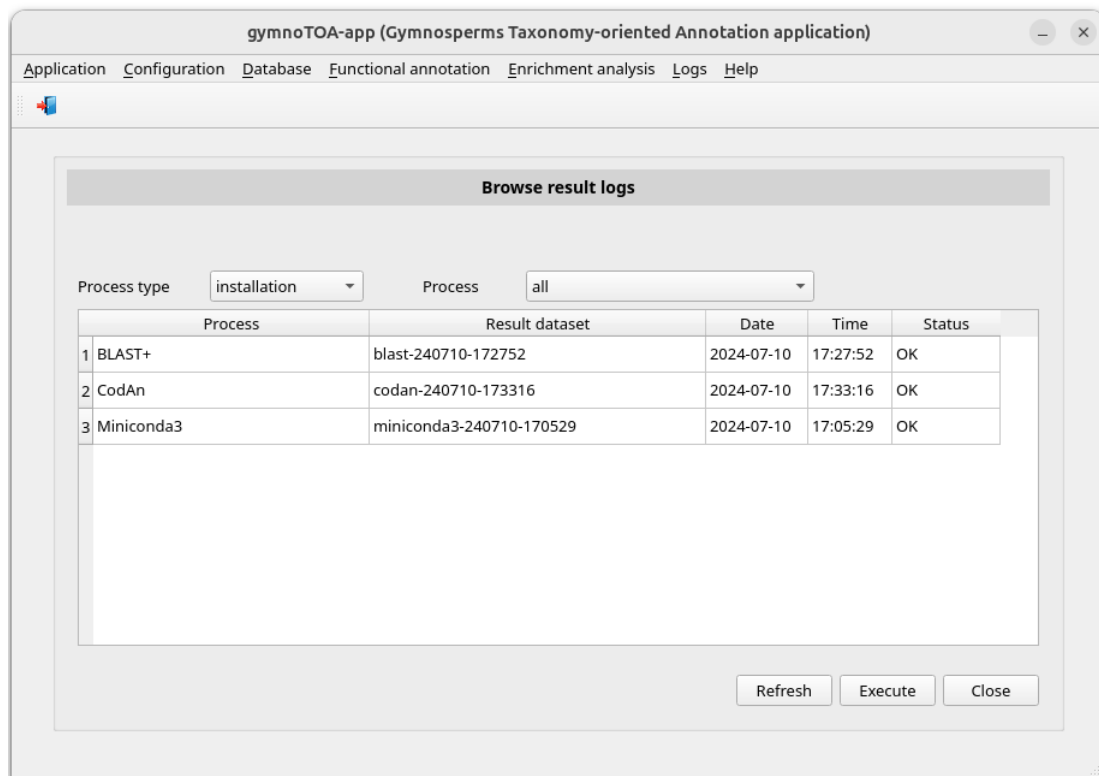 gymnoTOA-app (Gymnosperms Taxonomy-oriented Annotation application)
Application Configuration Database Functional annotation Enrichment analysis Logs Help
Browse result logs
Process type installation Process all
Process Result dataset Date Time Status
1 BLAST+ blast-240710-172752 2024-07-10 17:27:52 OK
2 CodAn codan-240710-173316 2024-07-10 17:33:16 OK
3 Miniconda3 miniconda3-240710-170529 2024-07-10 17:05:29 OK
Refresh Execute Close